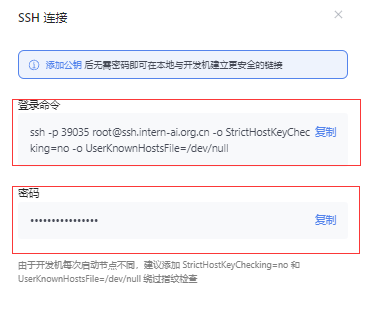 SSH 连接
添加公钥 后无需密码即可在本地与开发机建立更安全的链接
登录命令
ssh -p 39035 root@ssh.intern-ai.org.cn -o StrictHostKeyChec 复制
king=no -o UserKnownHostsFile=/dev/null
密码
•••••••••••••••• 复制
由于开发机每次启动节点不同，建议添加 StrictHostKeyChecking=no 和
UserKnownHostsFile=/dev/null 绕过指纹检查